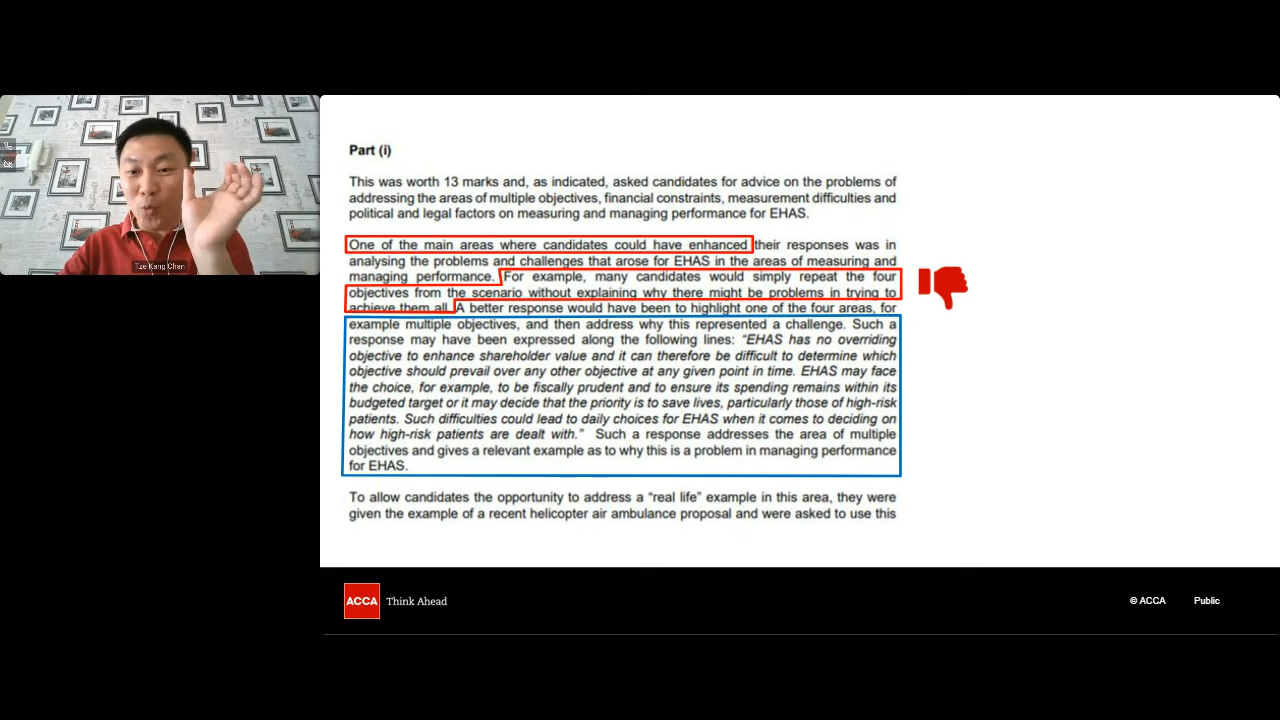 Tze Kang Chan
Part (i)
This was worth 13 marks and, as indicated, asked candidates for advice on the problems of
addressing the areas of multiple objectives, financial constraints, measurement difficulties and
political and legal factors on measuring and managing performance for EHAS.
One of the main areas where candidates could have enhanced their responses was in
analysing the problems and challenges that arose for EHAS in the areas of measuring and
managing performance. For example, many candidates would simply repeat the four
objectives from the scenario without explaining why there might be problems in trying to
achieve them all. A better response would have been to highlight one of the four areas, for
example multiple objectives, and then address why this represented a challenge. Such a
response may have been expressed along the following lines: “EHAS has no overriding
objective to enhance shareholder value and it can therefore be difficult to determine which
objective should prevail over any other objective at any given point in time. EHAS may face
the choice, for example, to be fiscally prudent and to ensure its spending remains within its
budgeted target or it may decide that the priority is to save lives, particularly those of high-risk
patients. Such difficulties could lead to daily choices for EHAS when it comes to deciding on
how high-risk patients are dealt with.” Such a response addresses the area of multiple
objectives and gives a relevant example as to why this is a problem in managing performance
for EHAS.
To allow candidates the opportunity to address a “real life” example in this area, they were
given the example of a recent helicopter air ambulance proposal and were asked to use this
ACCA Think Ahead
© ACCA Public